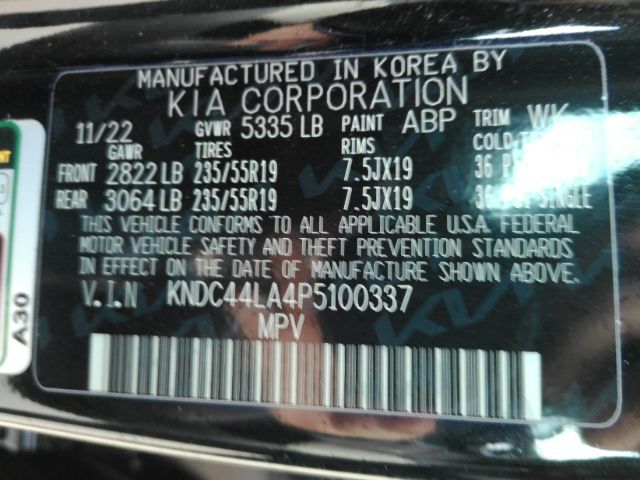 MANUFACTURED IN KOREA BY
KIA CORPORATION
11/22 GVWR 5335 LB PAINT ABP TRIM WK
GAWR TIRES RIMS COLD
FRONT 2822 LB 235/55R19 7.5JX19 36
REAR 3064 LB 235/55R19 7.5JX19 SINGLE
THIS VEHICLE CONFORMS TO ALL APPLICABLE U.S.A. FEDERAL
MOTOR VEHICLE SAFETY AND THEFT PREVENTION STANDARDS
IN EFFECT ON THE DATE OF MANUFACTURE SHOWN ABOVE.
V.I.N KNDC44LA4P5100337
MPV
A30